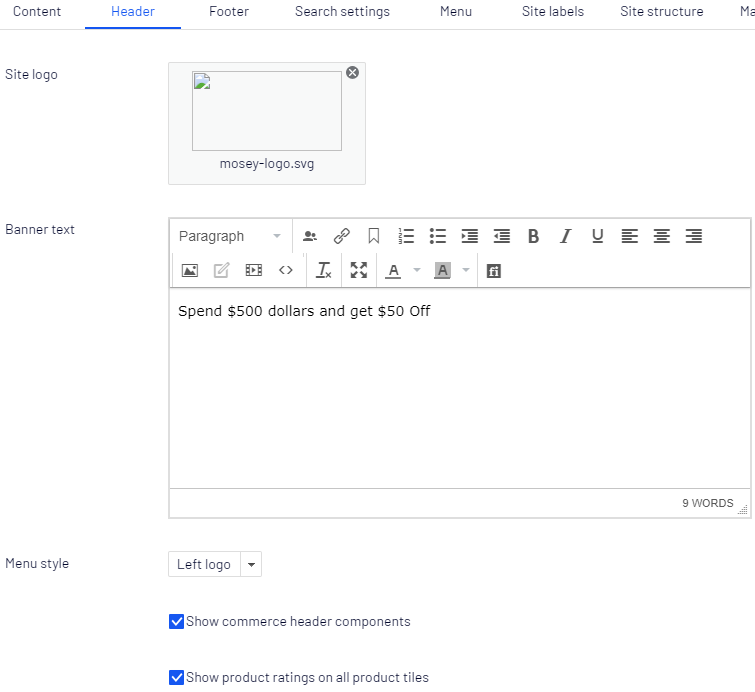 Content Header Footer Search settings Menu Site labels Site structure Ma
Site logo
mosey-logo.svg
Banner text
Paragraph
B I U
A A
Spend $500 dollars and get $50 Off
9 WORDS
Menu style
Left logo
Show commerce header components
Show product ratings on all product tiles